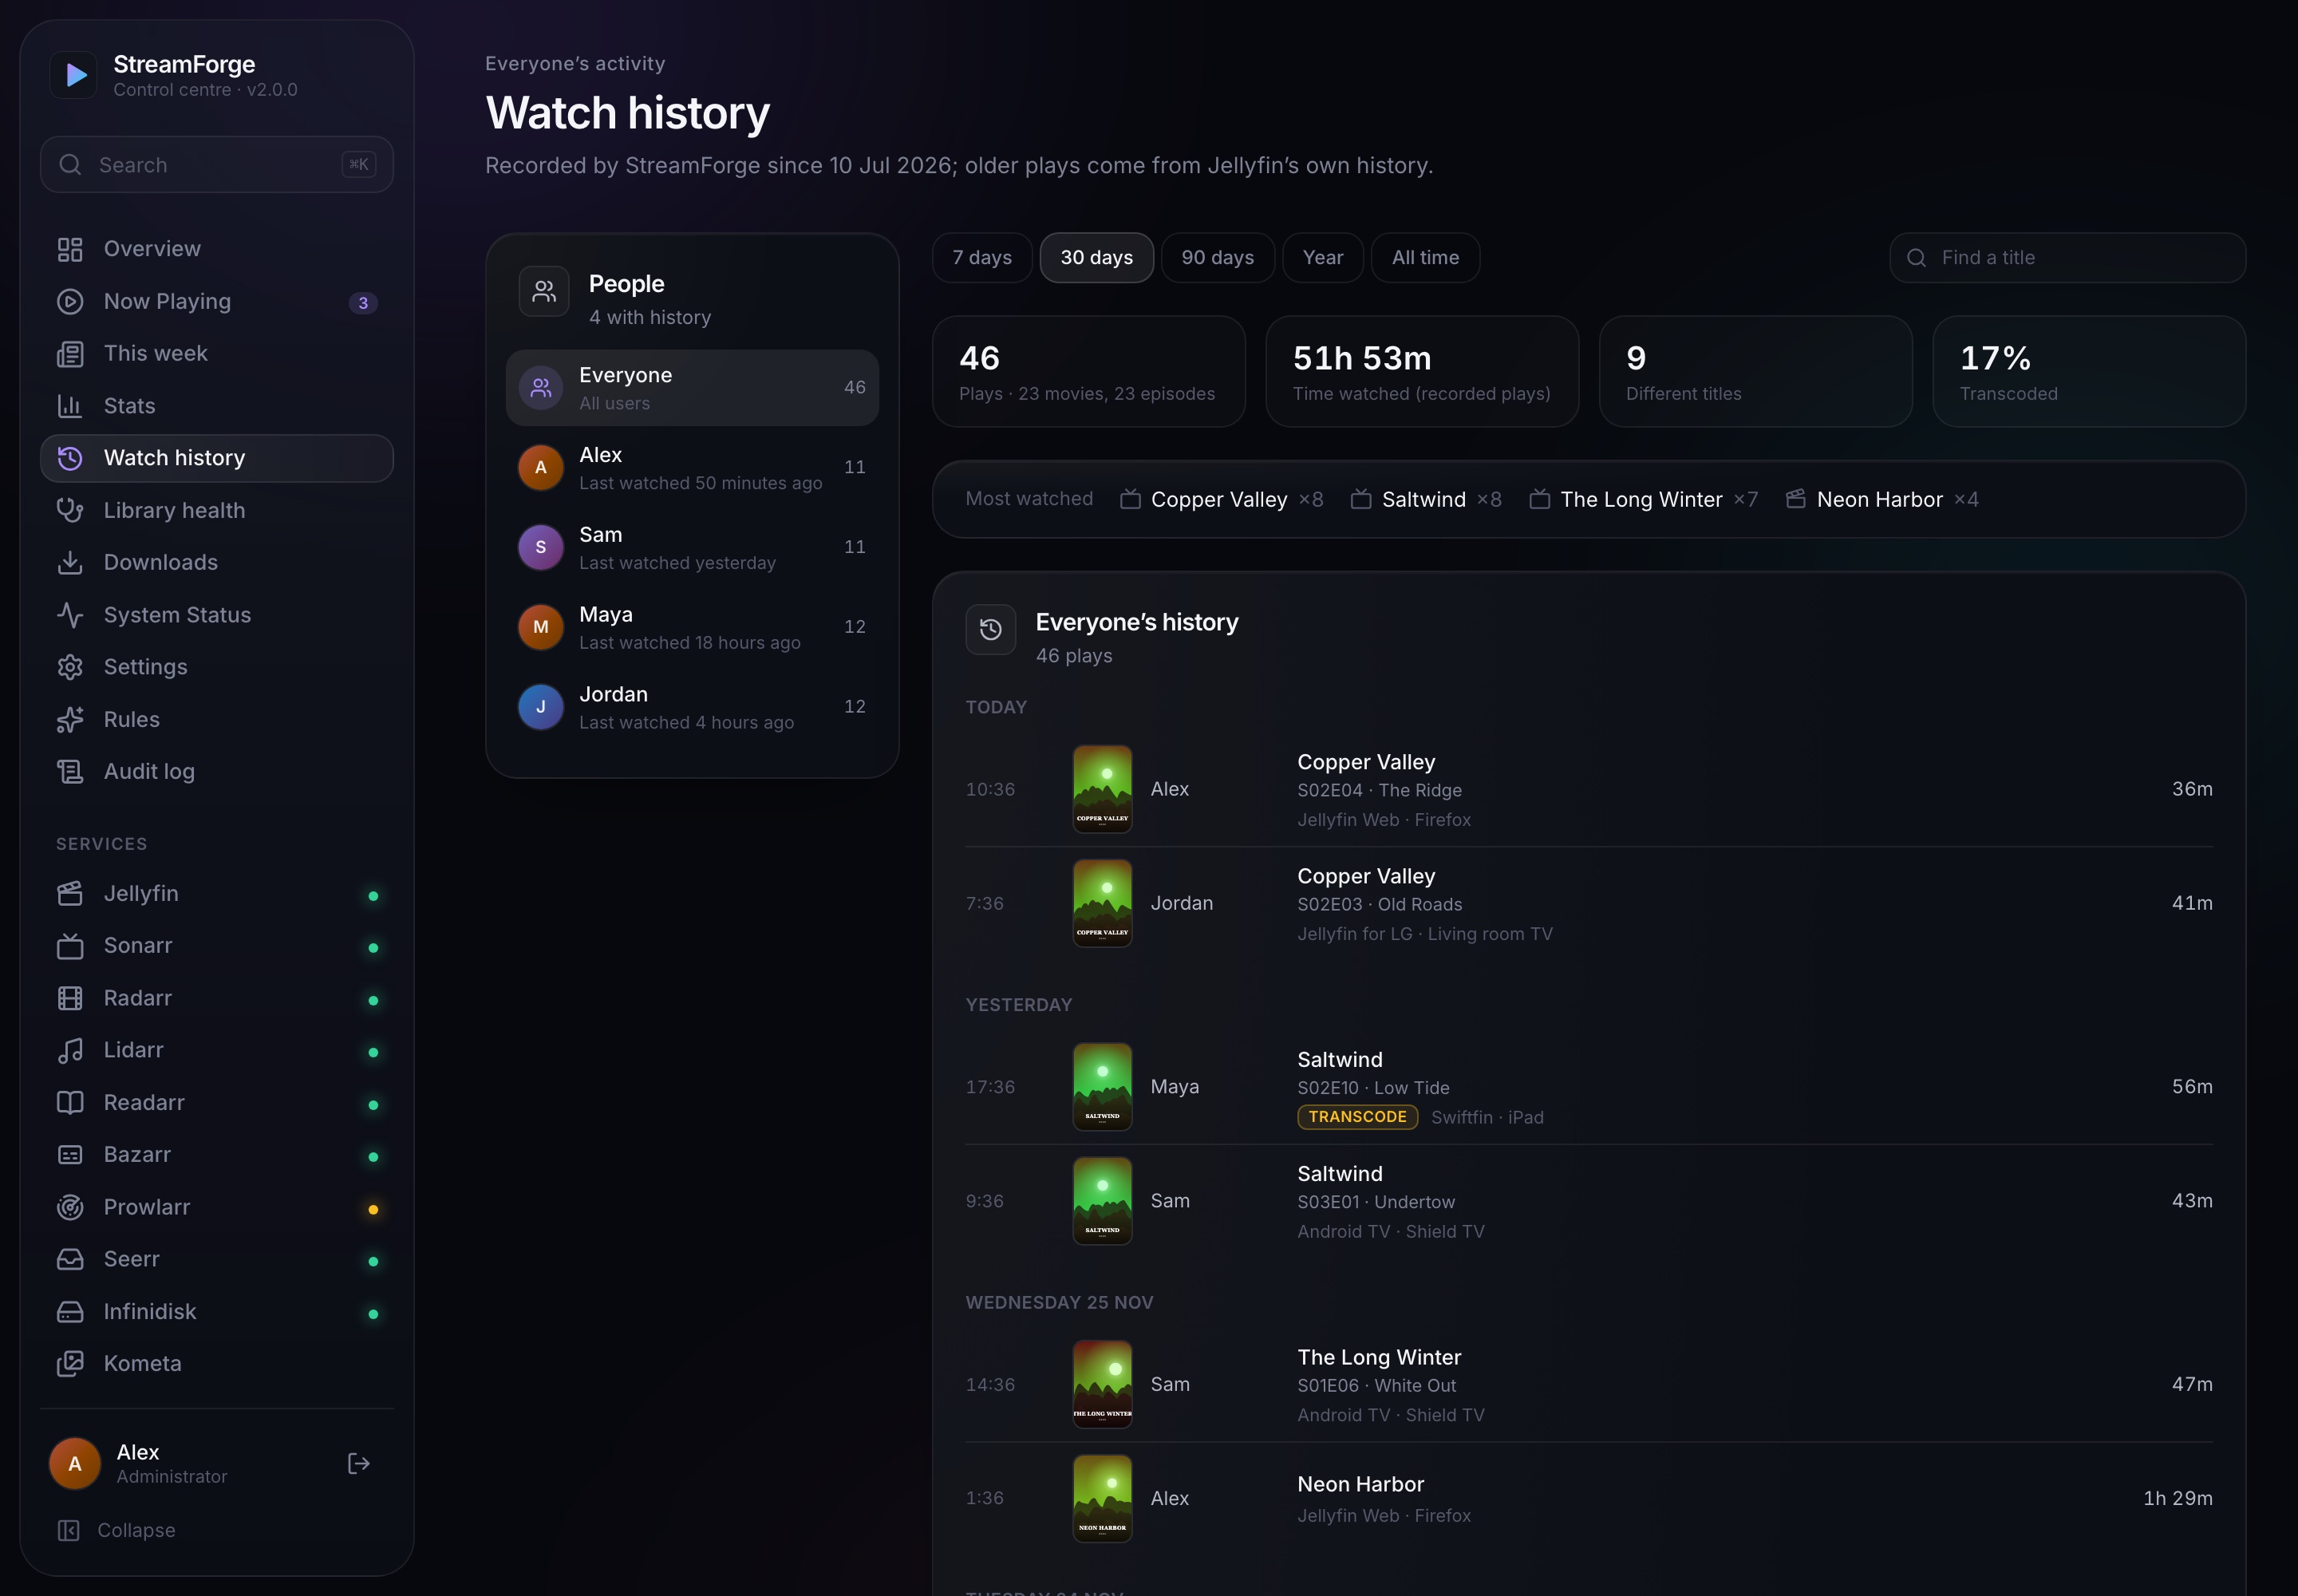 StreamForge
Control centre · v2.0.0
Search
⌘K
Overview
Now Playing
3
This week
Stats
Watch history
Library health
Downloads
System Status
Settings
Rules
Audit log
SERVICES
Jellyfin
Sonarr
Radarr
Lidarr
Readarr
Bazarr
Prowlarr
Seerr
Infinidisk
Kometa
A
Alex
Administrator
Collapse
Everyone’s activity
Watch history
Recorded by StreamForge since 10 Jul 2026; older plays come from Jellyfin’s own history.
People
4 with history
Everyone
All users
46
A
Alex
Last watched 50 minutes ago
11
S
Sam
Last watched yesterday
11
M
Maya
Last watched 18 hours ago
12
J
Jordan
Last watched 4 hours ago
12
7 days
30 days
90 days
Year
All time
Find a title
46
Plays · 23 movies, 23 episodes
51h 53m
Time watched (recorded plays)
9
Different titles
17%
Transcoded
Most watched
Copper Valley ×8
Saltwind ×8
The Long Winter ×7
Neon Harbor ×4
Everyone’s history
46 plays
TODAY
10:36
COPPER VALLEY
Alex
Copper Valley
S02E04 · The Ridge
Jellyfin Web · Firefox
36m
7:36
COPPER VALLEY
Jordan
Copper Valley
S02E03 · Old Roads
Jellyfin for LG · Living room TV
41m
YESTERDAY
17:36
SALTWIND
Maya
Saltwind
S02E10 · Low Tide
TRANSCODE
Swiftfin · iPad
56m
9:36
SALTWIND
Sam
Saltwind
S03E01 · Undertow
Android TV · Shield TV
43m
WEDNESDAY 25 NOV
14:36
THE LONG WINTER
Sam
The Long Winter
S01E06 · White Out
Android TV · Shield TV
47m
1:36
NEON HARBOR
Alex
Neon Harbor
Jellyfin Web · Firefox
1h 29m